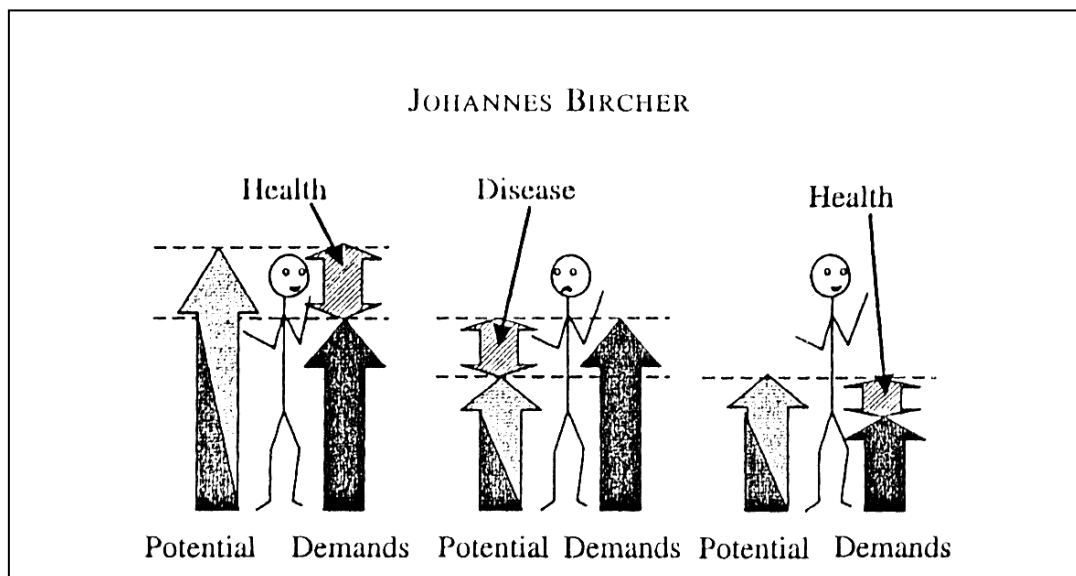 JOHANNES BIRCHER
Health Disease Health
Potential Demands Potential Demands Potential Demands